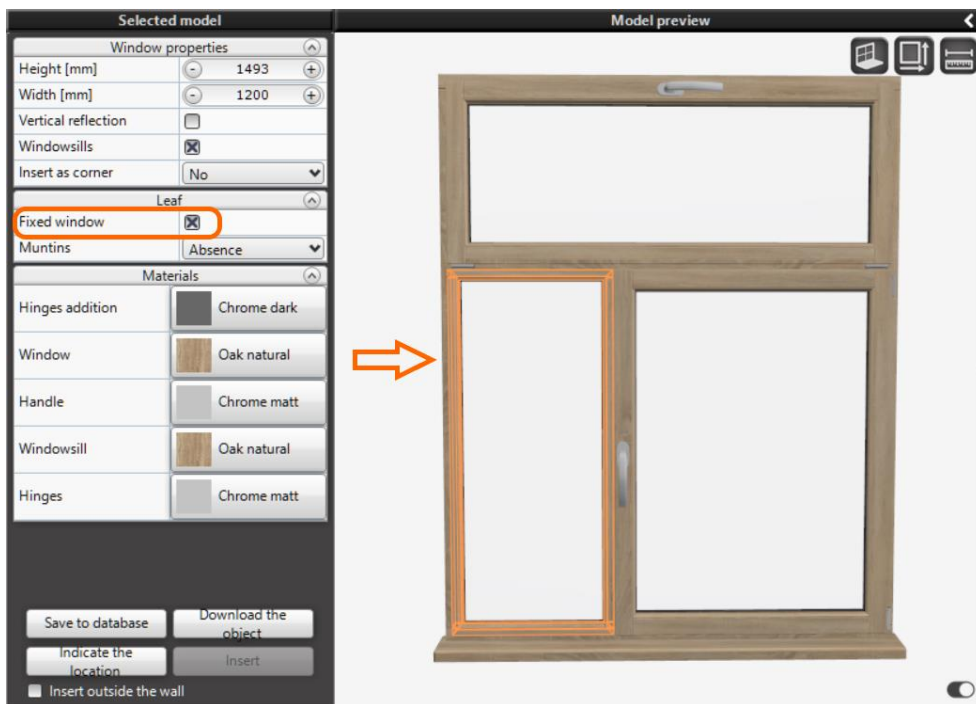 Selected model
Model preview
Window properties
Height [mm] 1493
Width [mm] 1200
Vertical reflection
Windowsills
Insert as corner No
Leaf
Fixed window
Muntins Absence
Materials
Hinges addition Chrome dark
Window Oak natural
Handle Chrome matt
Windowsill Oak natural
Hinges Chrome matt
Save to database
Download the
object
Indicate the
location
Insert
Insert outside the wall